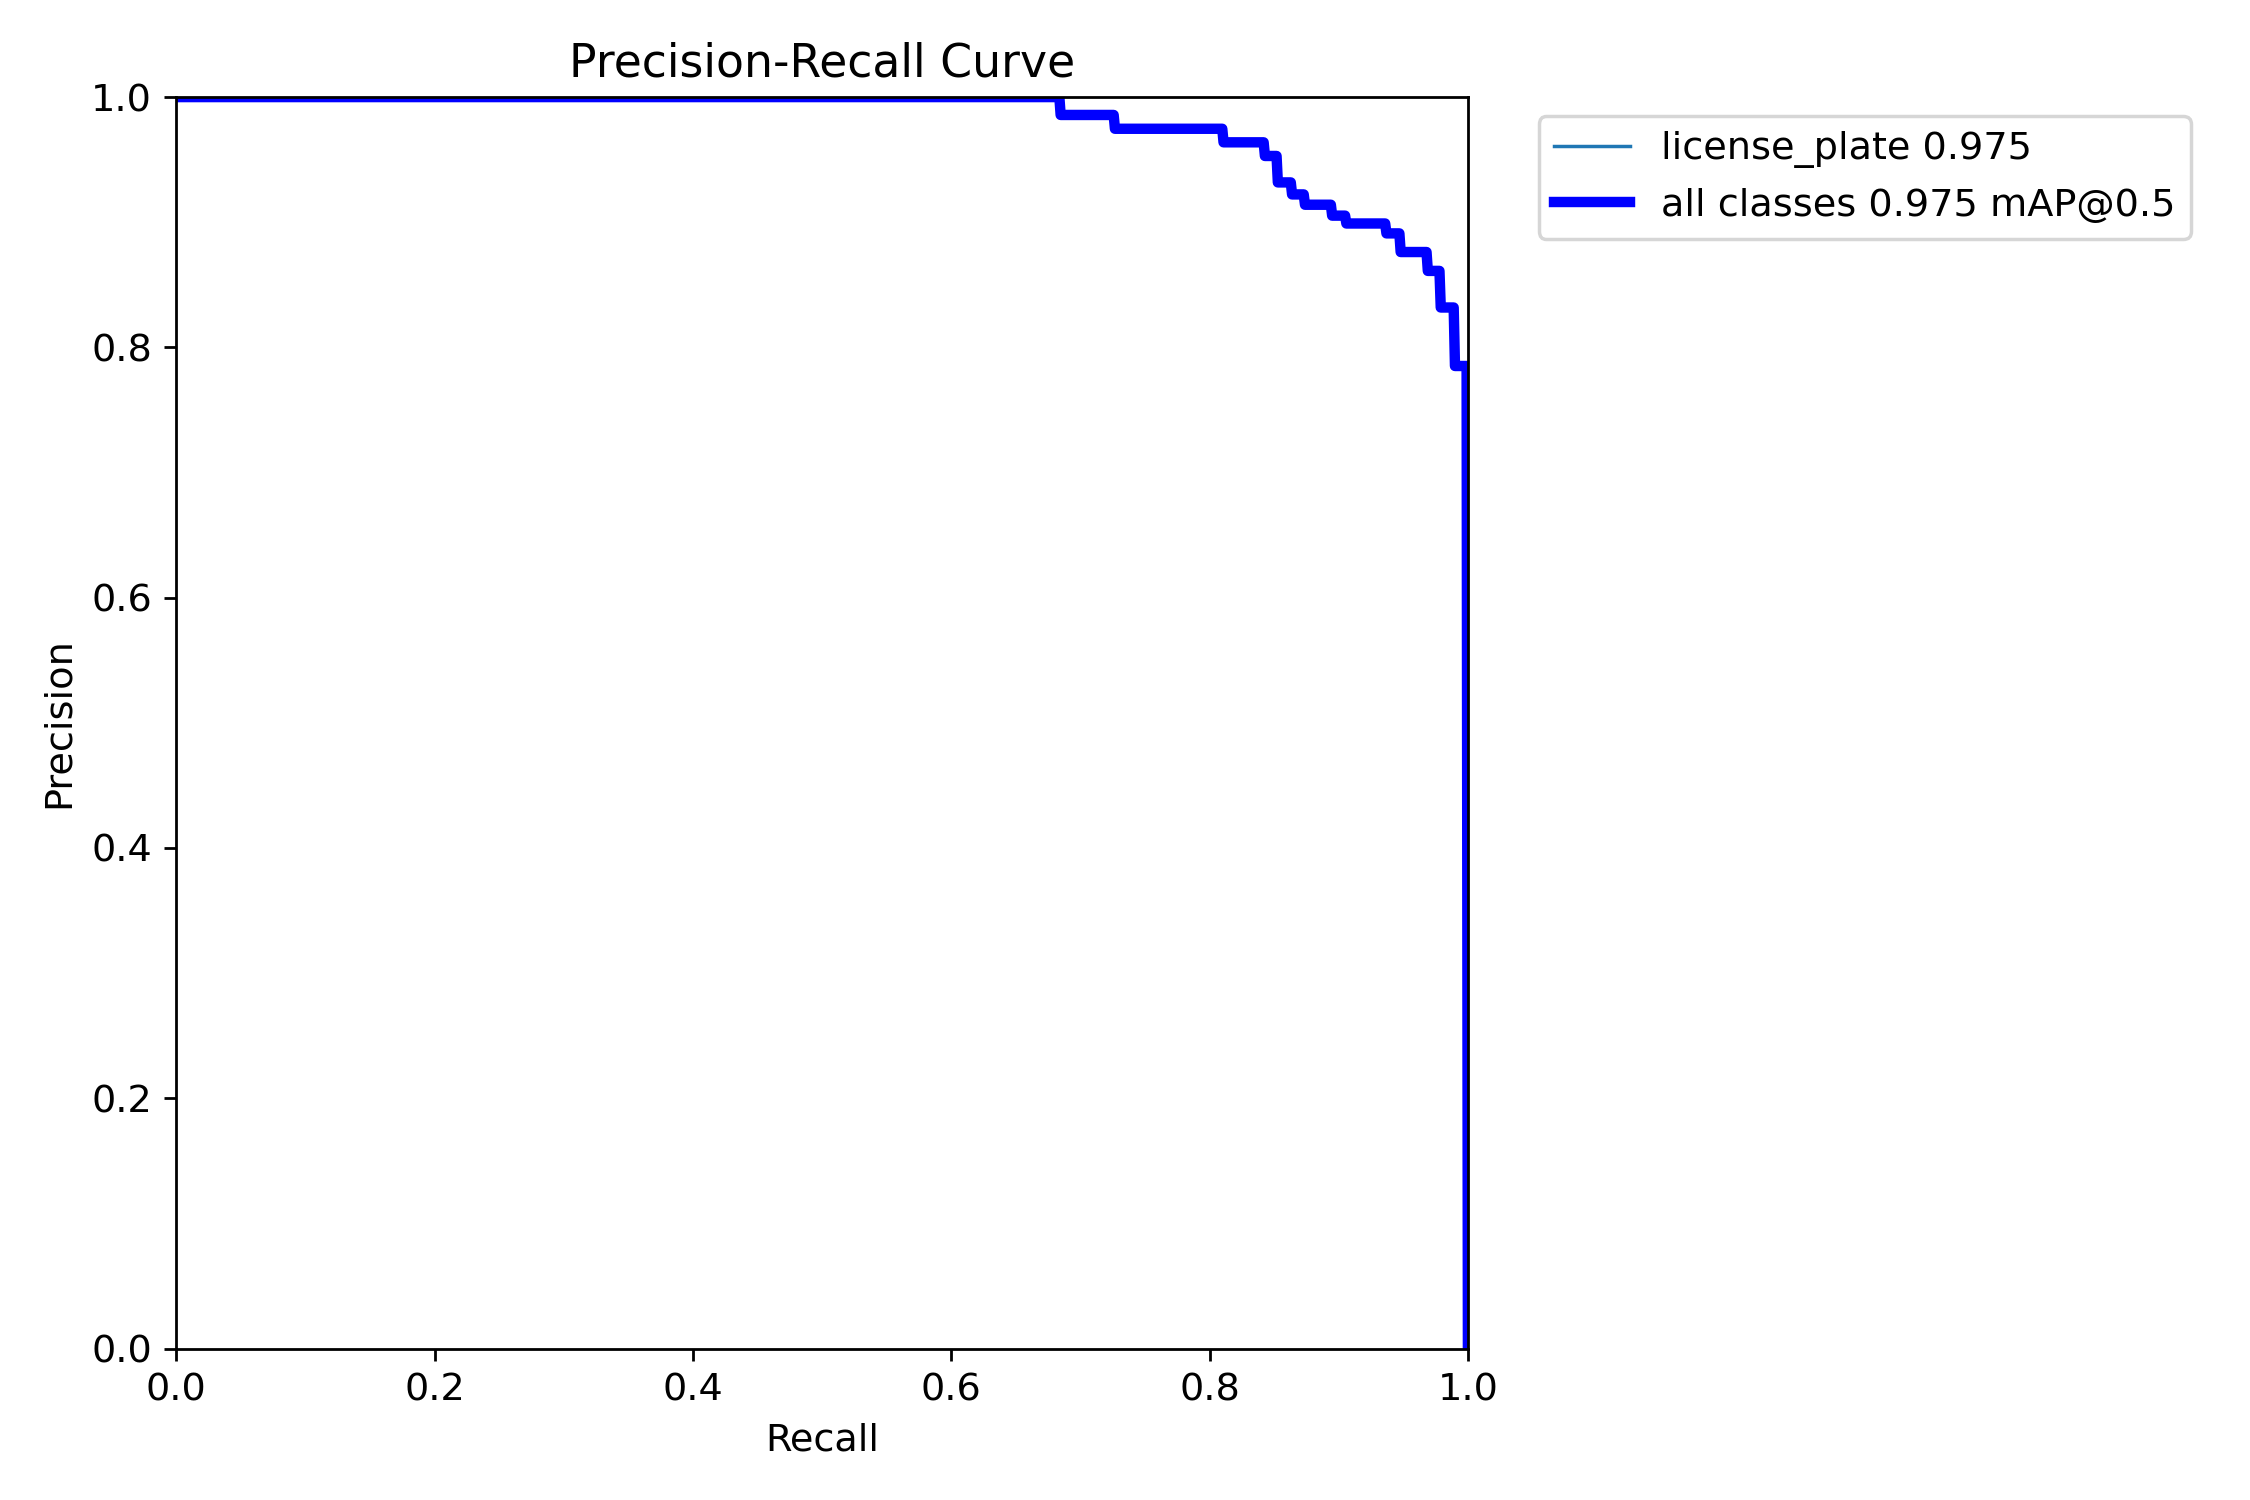 Precision-Recall Curve
1.0
0.8
0.6
0.4
0.2
0.0
Precision
0.0 0.2 0.4 0.6 0.8 1.0
Recall
license_plate 0.975
all classes 0.975 mAP@0.5